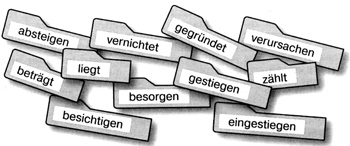 absteigen
vernichtet
gegründet
verursachen
beträgt
liegt
gestiegen
zählt
besorgen
besichtigen
eingestiegen